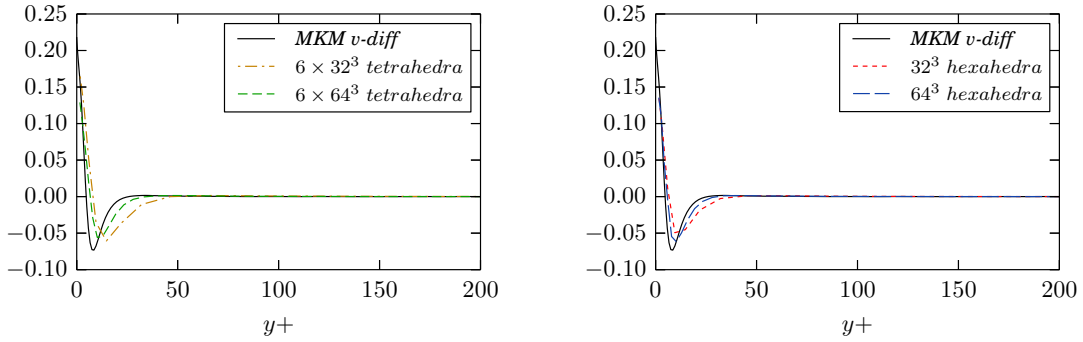 0.25
0.20
0.15
0.10
0.05
0.00
−0.05
−0.10
0 50 100 150 200
y+
MKM v-diff
6 × 32³ tetrahedra
6 × 64³ tetrahedra
0.25
0.20
0.15
0.10
0.05
0.00
−0.05
−0.10
0 50 100 150 200
y+
MKM v-diff
32³ hexahedra
64³ hexahedra